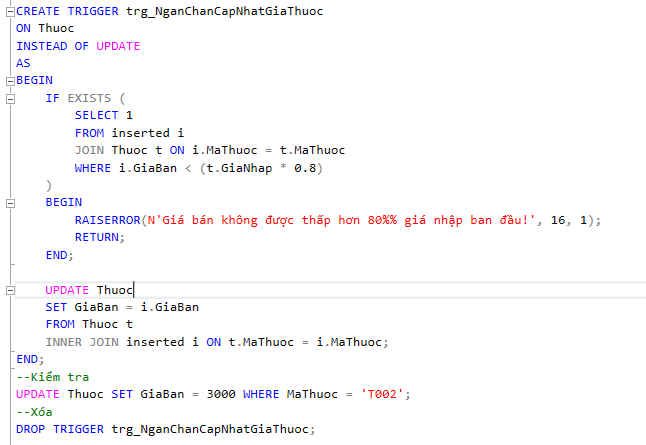 CREATE TRIGGER trg_NganChanCapNhatGiaThuoc
ON Thuoc
INSTEAD OF UPDATE
AS
BEGIN
    IF EXISTS (
        SELECT 1
        FROM inserted i
        JOIN Thuoc t ON i.MaThuoc = t.MaThuoc
        WHERE i.GiaBan < (t.GiaNhap * 0.8)
    )
    BEGIN
        RAISERROR(N'Giá bán không được thấp hơn 80%% giá nhập ban đầu!', 16, 1);
        RETURN;
    END;

    UPDATE Thuoc
    SET GiaBan = i.GiaBan
    FROM Thuoc t
    INNER JOIN inserted i ON t.MaThuoc = i.MaThuoc;
END;
--Kiểm tra
UPDATE Thuoc SET GiaBan = 3000 WHERE MaThuoc = 'T002';
--Xóa
DROP TRIGGER trg_NganChanCapNhatGiaThuoc;